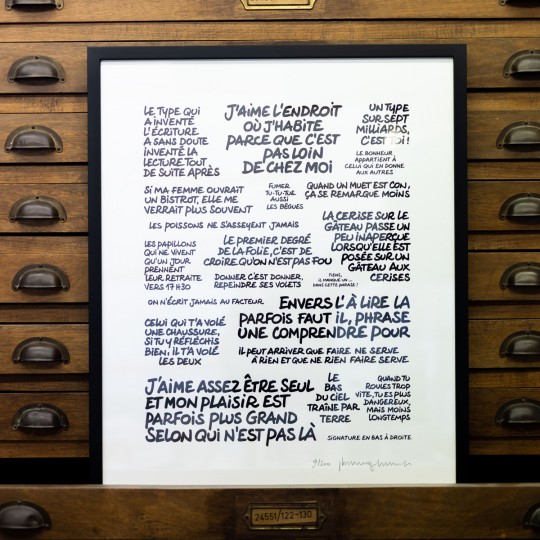 LE TYPE QUI
A INVENTÉ
L'ÉCRITURE
A SANS DOUTE
INVENTÉ LA
LECTURE TOUT
DE SUITE APRÈS
J'AIME L'ENDROIT
OÙ J'HABITE
PARCE QUE C'EST
PAS LOIN
DE CHEZ MOI
UN TYPE
SUR SEPT
MILLIARDS,
C'EST TOI !
LE BONHEUR
APPARTIENT À
CELUI QUI EN DONNE
AUX AUTRES
SI MA FEMME OUVRAIT
UN BISTROT, ELLE ME
VERRAIT PLUS SOUVENT
FUMER
TU-TU-TUE
AUSSI
LES BÈGUES
QUAND UN MUET EST CON,
ÇA SE REMARQUE MOINS
LES POISSONS NE S'ASSEYENT JAMAIS
LA CERISE SUR LE
GÂTEAU PASSE UN
PEU INAPERÇUE
LORSQU'ELLE EST
POSÉE SUR UN
GÂTEAU AUX
CERISES
LES PAPILLONS
QUI NE VIVENT
QU'UN JOUR
PRENNENT
LEUR RETRAITE
VERS 17H30
LE PREMIER DEGRÉ
DE LA FOLIE, C'EST DE
CROIRE QU'ON N'EST PAS FOU
DONNER C'EST DONNER,
REPEINDRE SES VOLETS
TIENS,
IL MANQUE UN ...
DANS CETTE PHRASE !
ON N'ÉCRIT JAMAIS AU FACTEUR
ENVERS L'À LIRE LA
PARFOIS FAUT IL, PHRASE
UNE COMPRENDRE POUR
CELUI QUI T'A VOLÉ
UNE CHAUSSURE,
SI TU Y RÉFLÉCHIS
BIEN, IL T'A VOLÉ
LES DEUX
IL PEUT ARRIVER QUE FAIRE NE SERVE
À RIEN ET QUE NE RIEN FAIRE SERVE
J'AIME ASSEZ ÊTRE SEUL
ET MON PLAISIR EST
PARFOIS PLUS GRAND
SELON QUI N'EST PAS LÀ
LE
BAS
DU CIEL
TRAÎNE PAR
TERRE
QUAND TU
ROULES TROP
VITE, TU ES PLUS
DANGEREUX,
MAIS MOINS
LONGTEMPS
SIGNATURE EN BAS À DROITE
9/200
24551/122-130